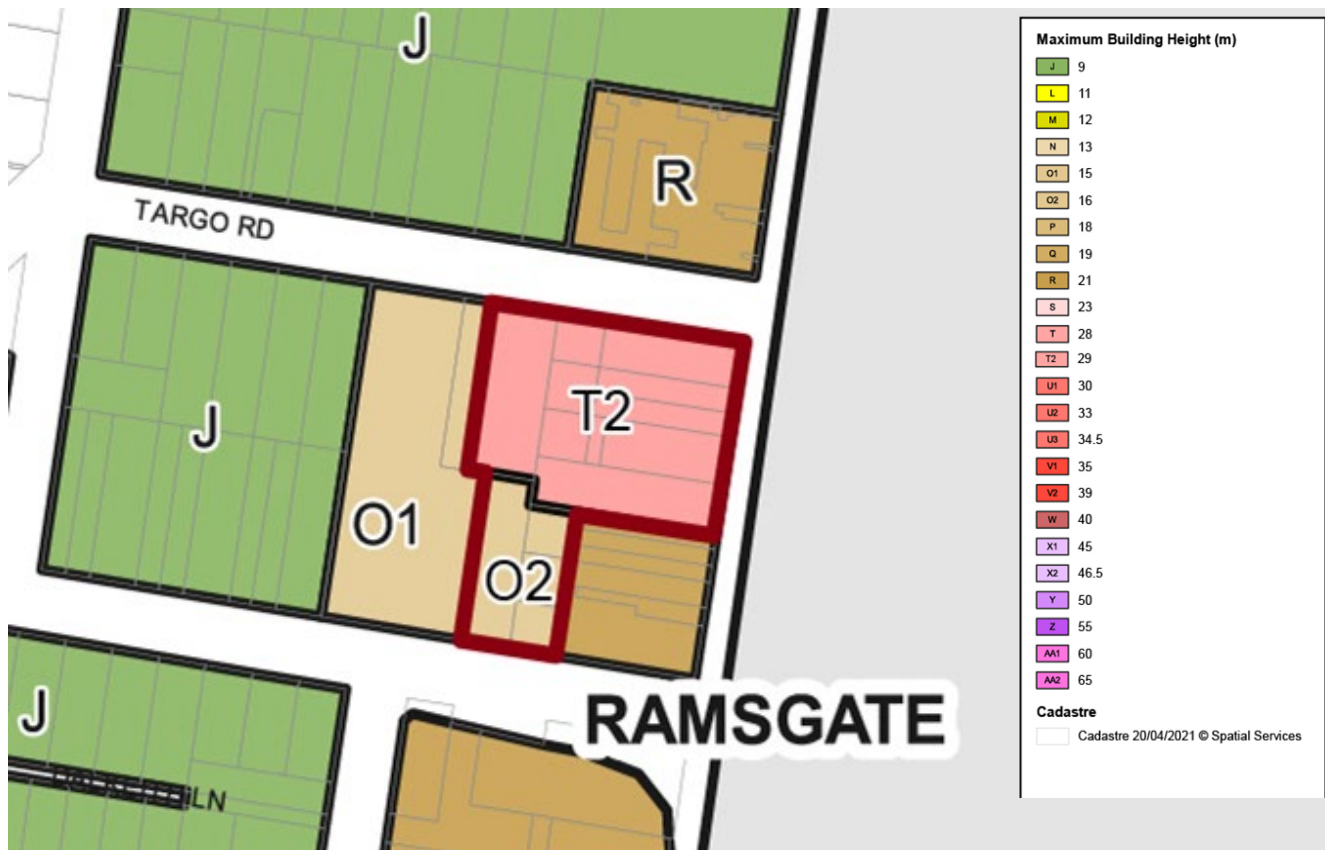 J
R
TARGO RD
T2
J
O1
O2
RAMSGATE
J
LN
Maximum Building Height (m)
J 9
L 11
M 12
N 13
O1 15
O2 16
P 18
Q 19
R 21
S 23
T 28
T2 29
U1 30
U2 33
U3 34.5
V1 35
V2 39
W 40
X1 45
X2 46.5
Y 50
Z 55
AA1 60
AA2 65
Cadastre
Cadastre 20/04/2021 © Spatial Services